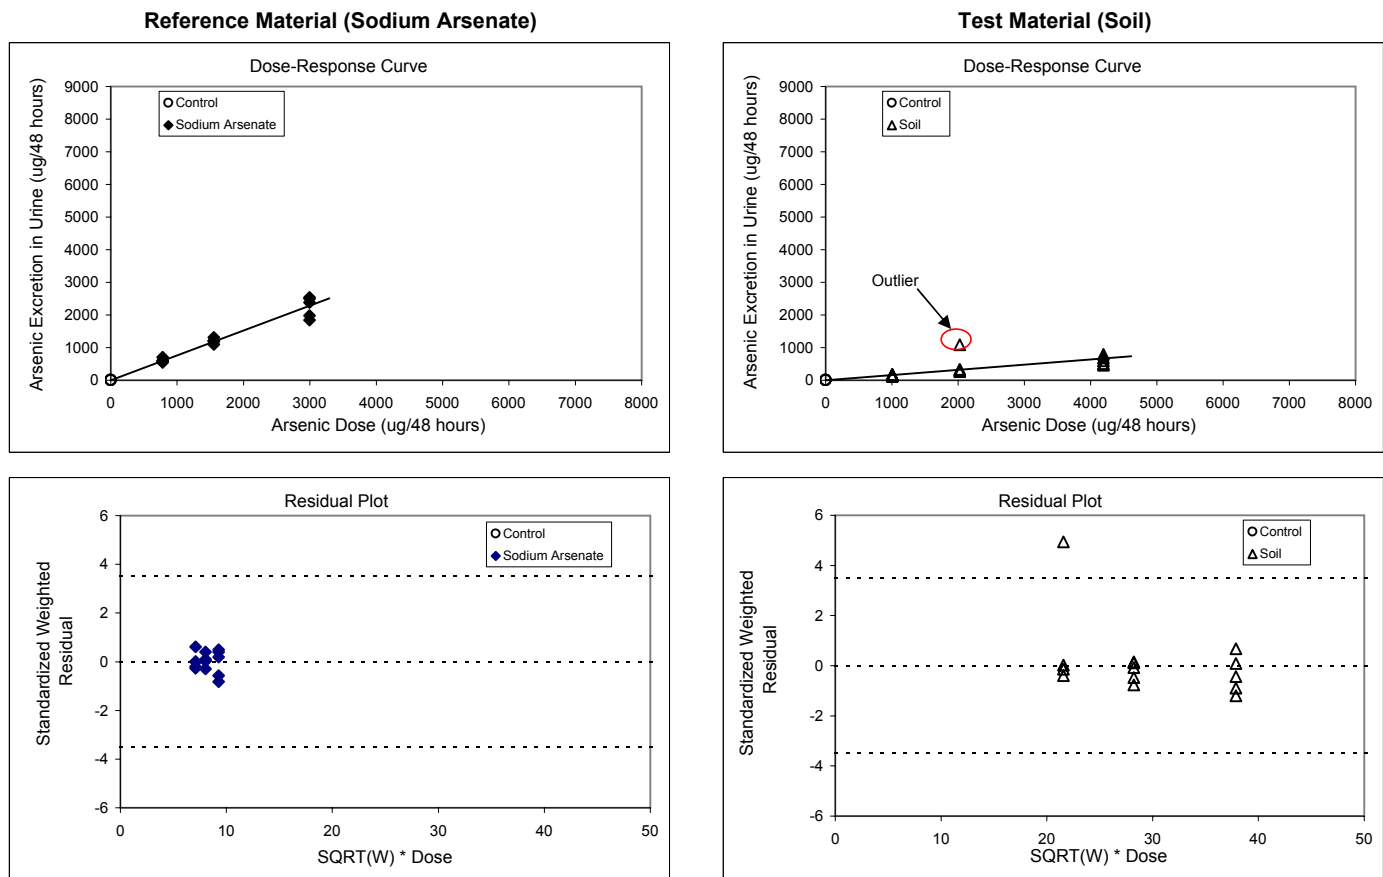 Reference Material (Sodium Arsenate)
Dose-Response Curve
Arsenic Excretion in Urine (ug/48 hours)
9000
8000
7000
6000
5000
4000
3000
2000
1000
0
Control
Sodium Arsenate
0 1000 2000 3000 4000 5000 6000 7000 8000
Arsenic Dose (ug/48 hours)
Test Material (Soil)
Dose-Response Curve
Arsenic Excretion in Urine (ug/48 hours)
9000
8000
7000
6000
5000
4000
3000
2000
1000
0
Control
Soil
Outlier
0 1000 2000 3000 4000 5000 6000 7000 8000
Arsenic Dose (ug/48 hours)
Residual Plot
Standardized Weighted
Residual
6
4
2
0
-2
-4
-6
Control
Sodium Arsenate
0 10 20 30 40 50
SQRT(W) * Dose
Residual Plot
Standardized Weighted
Residual
6
4
2
0
-2
-4
-6
Control
Soil
0 10 20 30 40 50
SQRT(W) * Dose